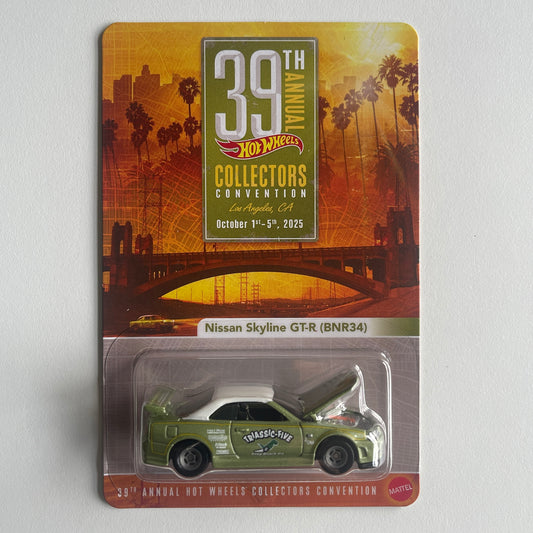 39TH
ANNUAL
Hot Wheels
COLLECTORS
CONVENTION
Los Angeles, CA
October 1st–5th, 2025
Nissan Skyline GT-R (BNR34)
TRIASSIC-FIVE
39TH ANNUAL HOT WHEELS COLLECTORS CONVENTION
MATTEL